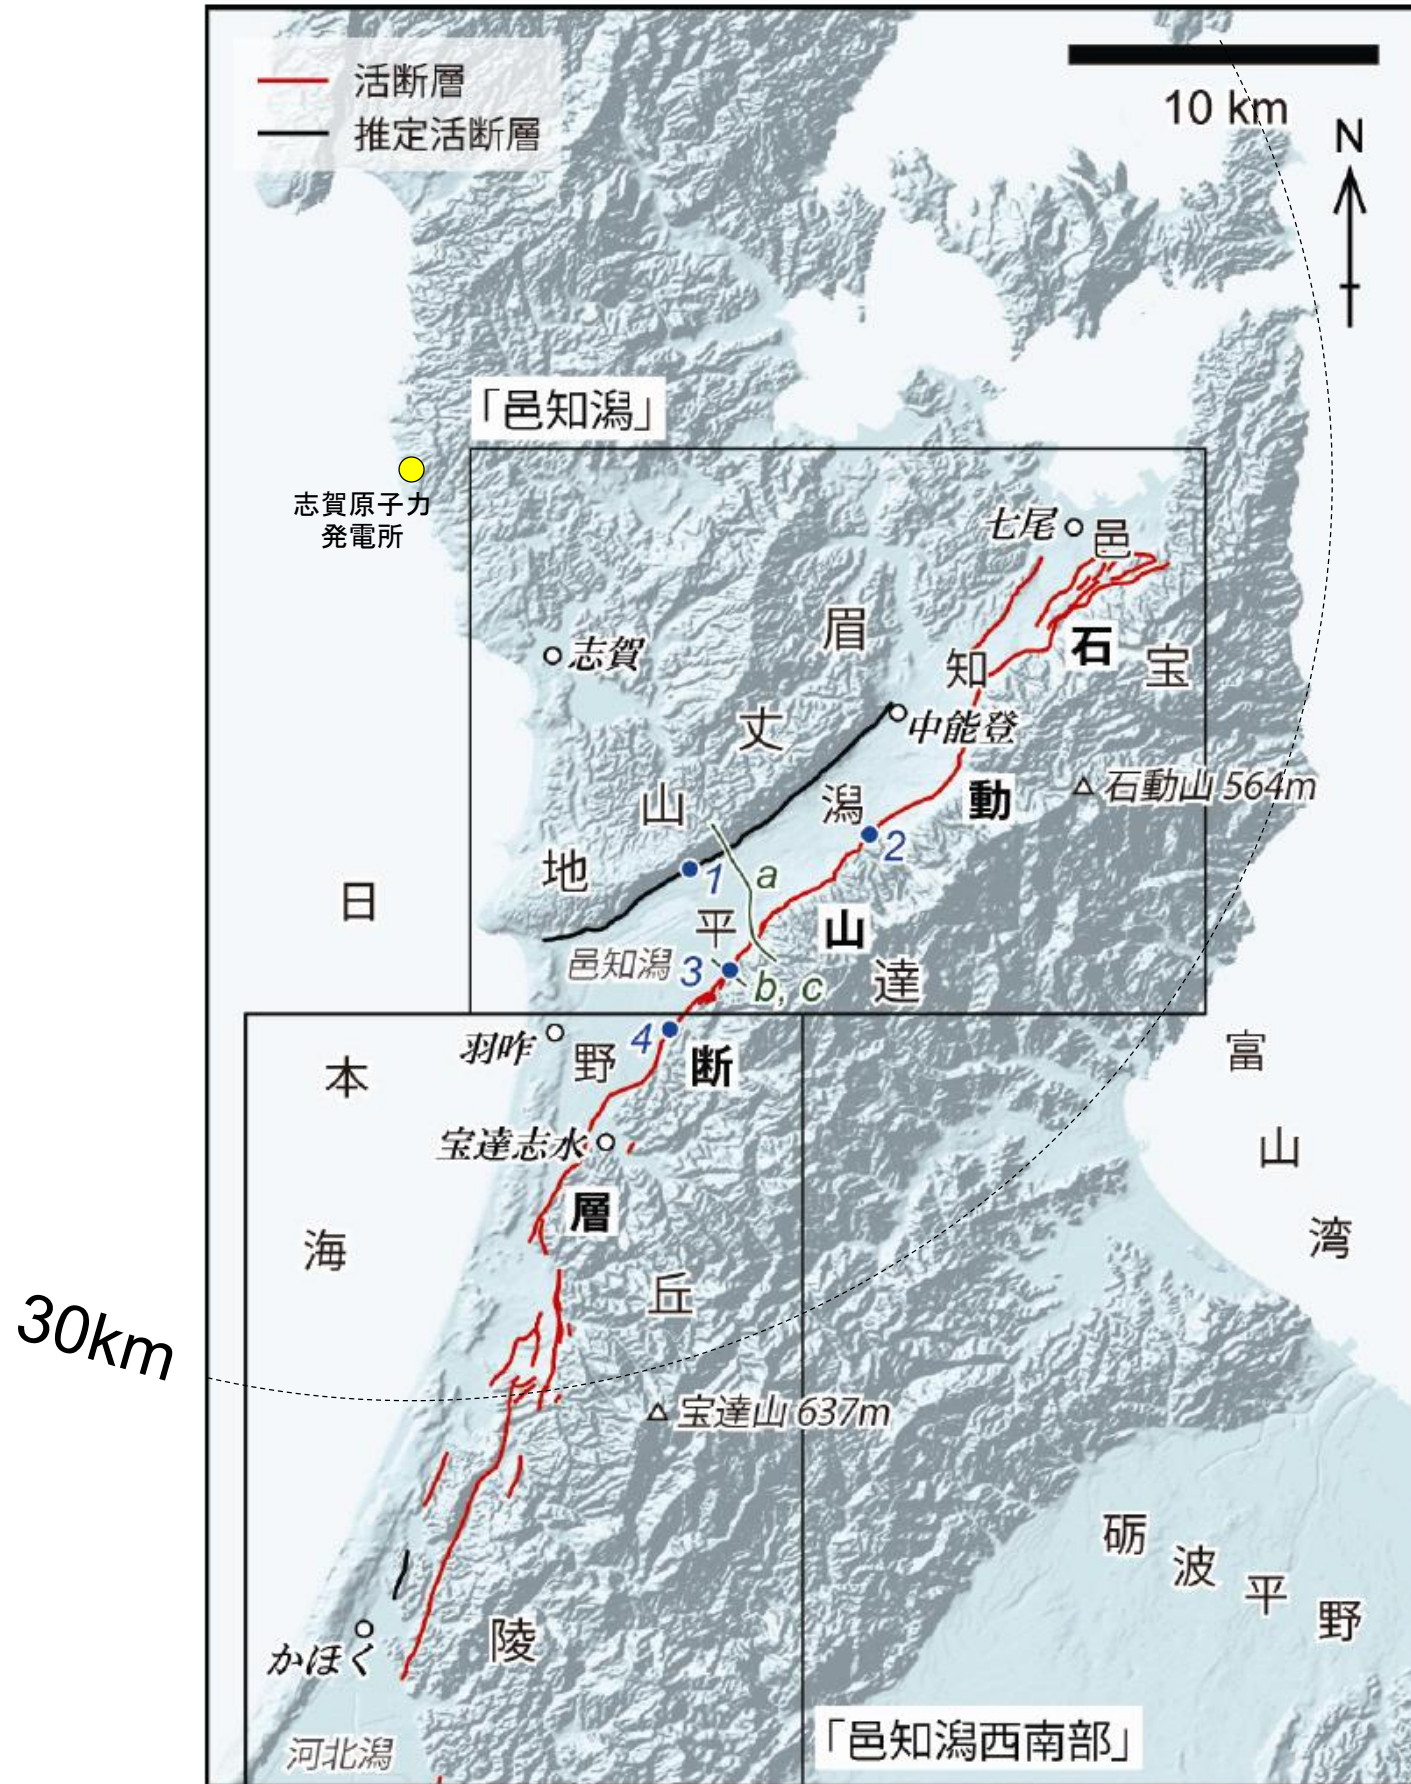 活断層
推定活断層
10 km
N
「邑知潟」
志賀原子力
発電所
七尾
邑
眉
石
宝
志賀
知
丈
中能登
石動山 564m
動
潟
山
2
地
1
a
日
平
山
邑知潟
3
達
b, c
羽咋
4
野
断
富
本
宝達志水
山
層
湾
海
丘
30km
宝達山 637m
砺
波
平
野
陵
かほく
「邑知潟西南部」
河北潟